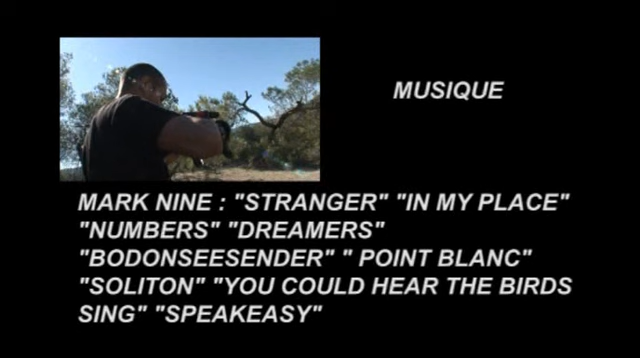 MUSIQUE
MARK NINE : "STRANGER" "IN MY PLACE"
"NUMBERS" "DREAMERS"
"BODONSEESENDER" " POINT BLANC"
"SOLITON" "YOU COULD HEAR THE BIRDS
SING" "SPEAKEASY"